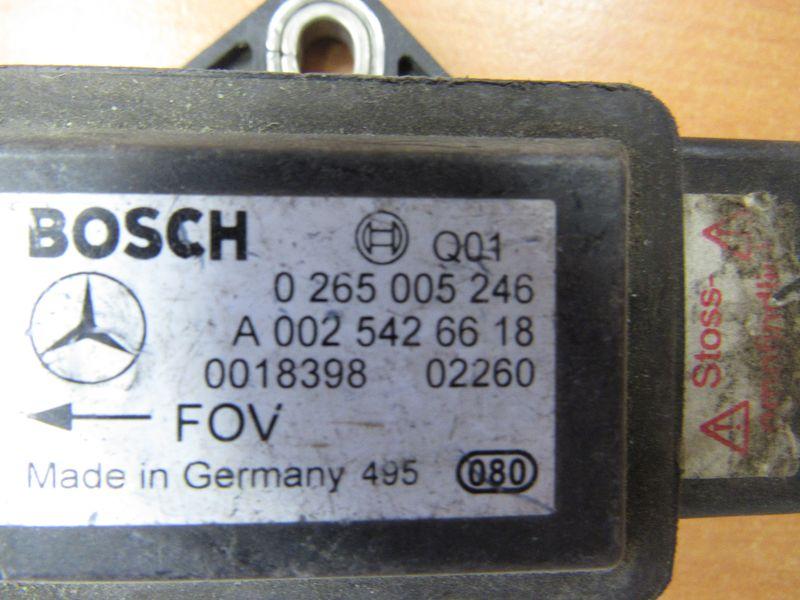 BOSCH
Q01
0 265 005 246
A 002 542 66 18
0018398 02260
FOV
Made in Germany 495 080
Stoss-